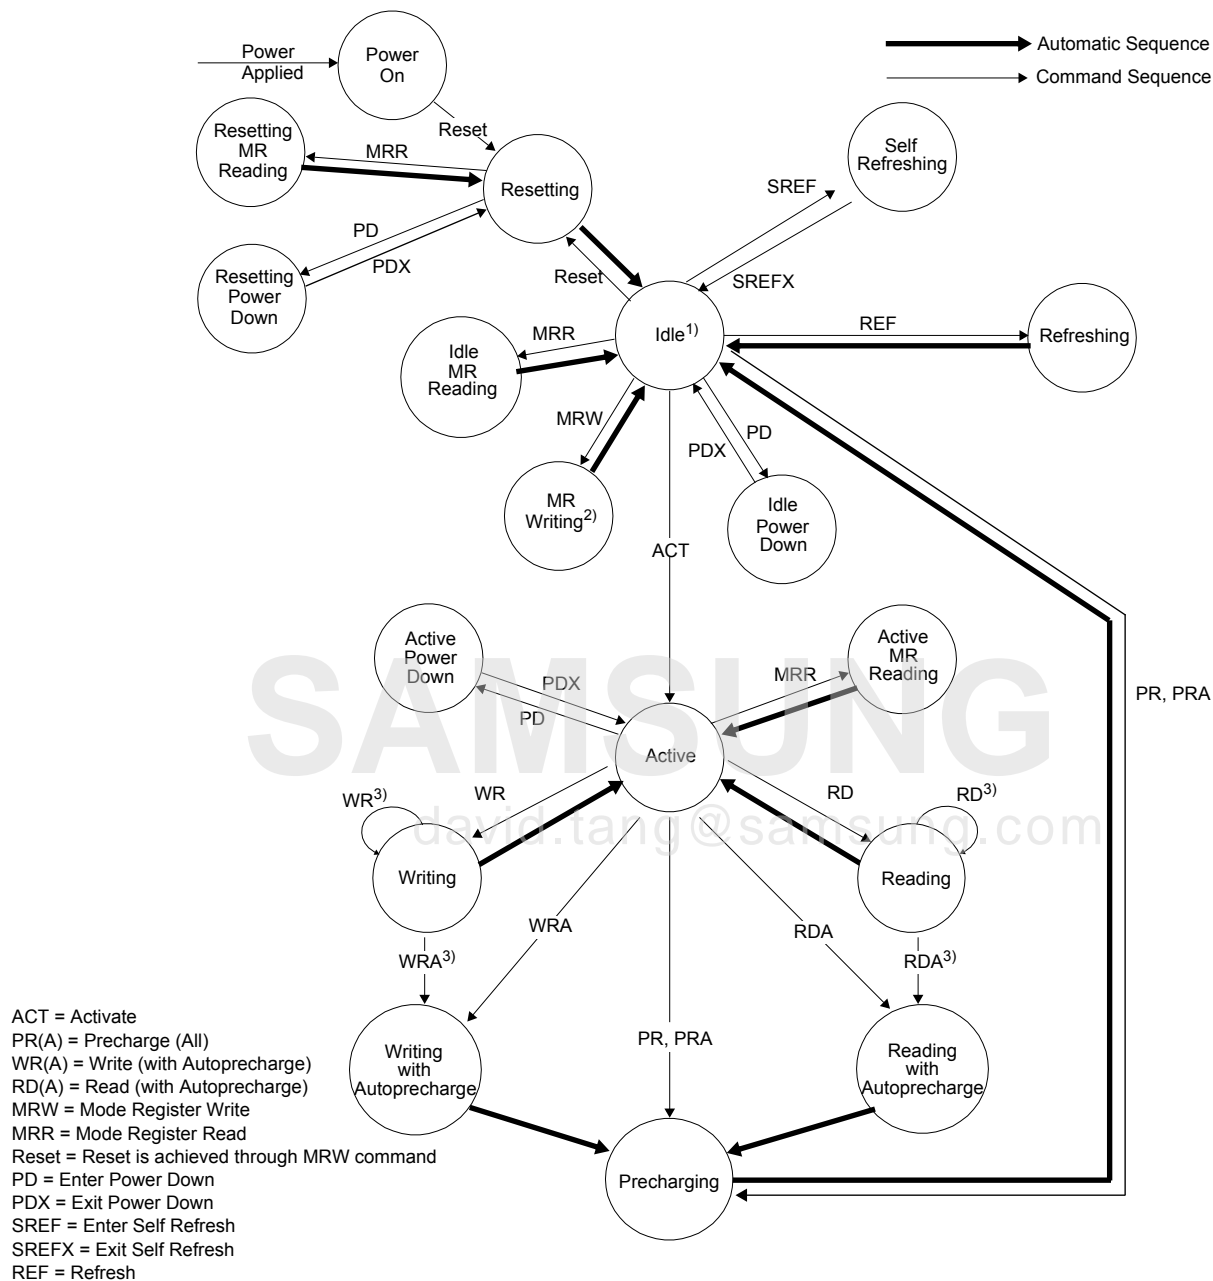 Power
Applied
Power
On
Automatic Sequence
Command Sequence
Reset
Resetting
MR
Reading
MRR
Resetting
Self
Refreshing
SREF
PD
PDX
Reset
SREFX
Resetting
Power
Down
Idle1)
REF
Refreshing
MRR
Idle
MR
Reading
MRW
PD
PDX
MR
Writing2)
Idle
Power
Down
ACT
Active
Power
Down
Active
MR
Reading
PDX
MRR
PD
PR, PRA
SAMSUNG
Active
WR3)
WR
RD
RD3)
david.tang@samsung.com
Writing
Reading
WRA
RDA
WRA3)
RDA3)
PR, PRA
Writing
with
Autoprecharge
Reading
with
Autoprecharge
Precharging
ACT = Activate
PR(A) = Precharge (All)
WR(A) = Write (with Autoprecharge)
RD(A) = Read (with Autoprecharge)
MRW = Mode Register Write
MRR = Mode Register Read
Reset = Reset is achieved through MRW command
PD = Enter Power Down
PDX = Exit Power Down
SREF = Enter Self Refresh
SREFX = Exit Self Refresh
REF = Refresh